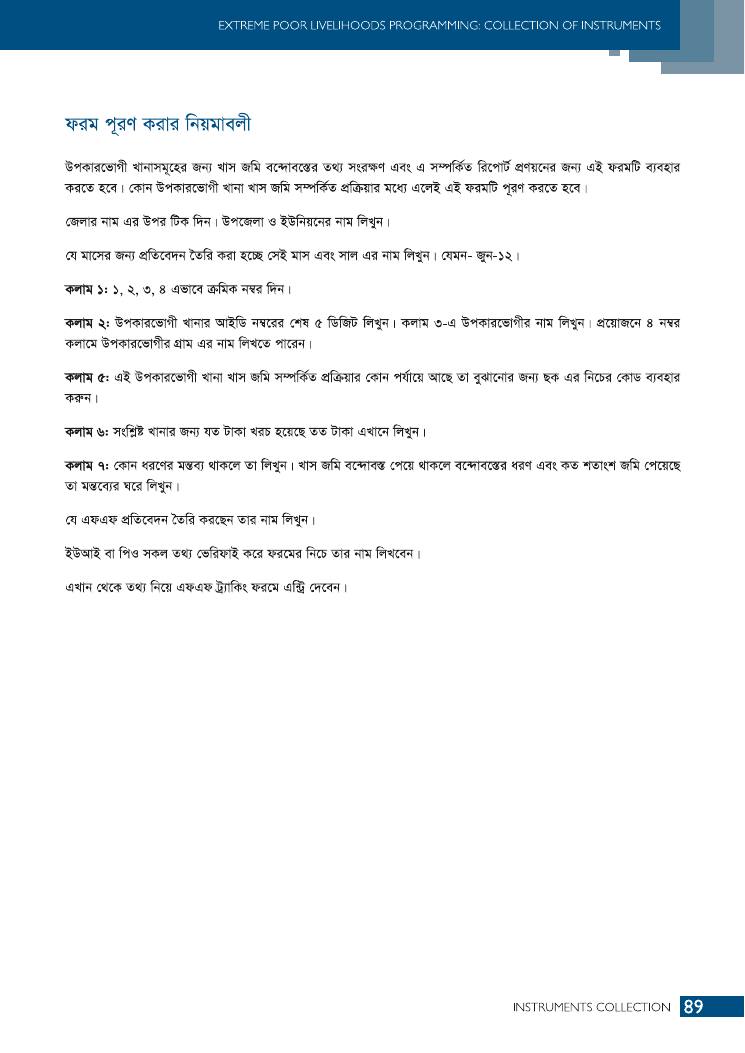 EXTREME POOR LIVELIHOODS PROGRAMMING: COLLECTION OF INSTRUMENTS
ফরম পূরণ করার নিয়মাবলী
উপকারভোগী খানাসমূহের জন্য খাস জমি বন্দোবস্তের তথ্য সংরক্ষণ এবং এ সম্পর্কিত রিপোর্ট প্রণয়নের জন্য এই ফরমটি ব্যবহার
করতে হবে। কোন উপকারভোগী খানা খাস জমি সম্পর্কিত প্রক্রিয়ার মধ্যে এলেই এই ফরমটি পূরণ করতে হবে।
জেলার নাম এর উপর টিক দিন। উপজেলা ও ইউনিয়নের নাম লিখুন।
যে মাসের জন্য প্রতিবেদন তৈরি করা হচ্ছে সেই মাস এবং সাল এর নাম লিখুন। যেমন- জুন-১২।
কলাম ১: ১, ২, ৩, ৪ এভাবে ক্রমিক নম্বর দিন।
কলাম ২: উপকারভোগী খানার আইডি নম্বরের শেষ ৫ ডিজিট লিখুন। কলাম ৩-এ উপকারভোগীর নাম লিখুন। প্রয়োজনে ৪ নম্বর
কলামে উপকারভোগীর গ্রাম এর নাম লিখতে পারেন।
কলাম ৫: এই উপকারভোগী খানা খাস জমি সম্পর্কিত প্রক্রিয়ার কোন পর্যায়ে আছে তা বুঝানোর জন্য ছক এর নিচের কোড ব্যবহার
করুন।
কলাম ৬: সংশ্লিষ্ট খানার জন্য যত টাকা খরচ হয়েছে তত টাকা এখানে লিখুন।
কলাম ৭: কোন ধরণের মন্তব্য থাকলে তা লিখুন। খাস জমি বন্দোবস্ত পেয়ে থাকলে বন্দোবস্তের ধরণ এবং কত শতাংশ জমি পেয়েছে
তা মন্তব্যের ঘরে লিখুন।
যে এফএফ প্রতিবেদন তৈরি করছেন তার নাম লিখুন।
ইউআই বা পিও সকল তথ্য ভেরিফাই করে ফরমের নিচে তার নাম লিখবেন।
এখান থেকে তথ্য নিয়ে এফএফ ট্র্যাকিং ফরমে এন্ট্রি দেবেন।
INSTRUMENTS COLLECTION 89